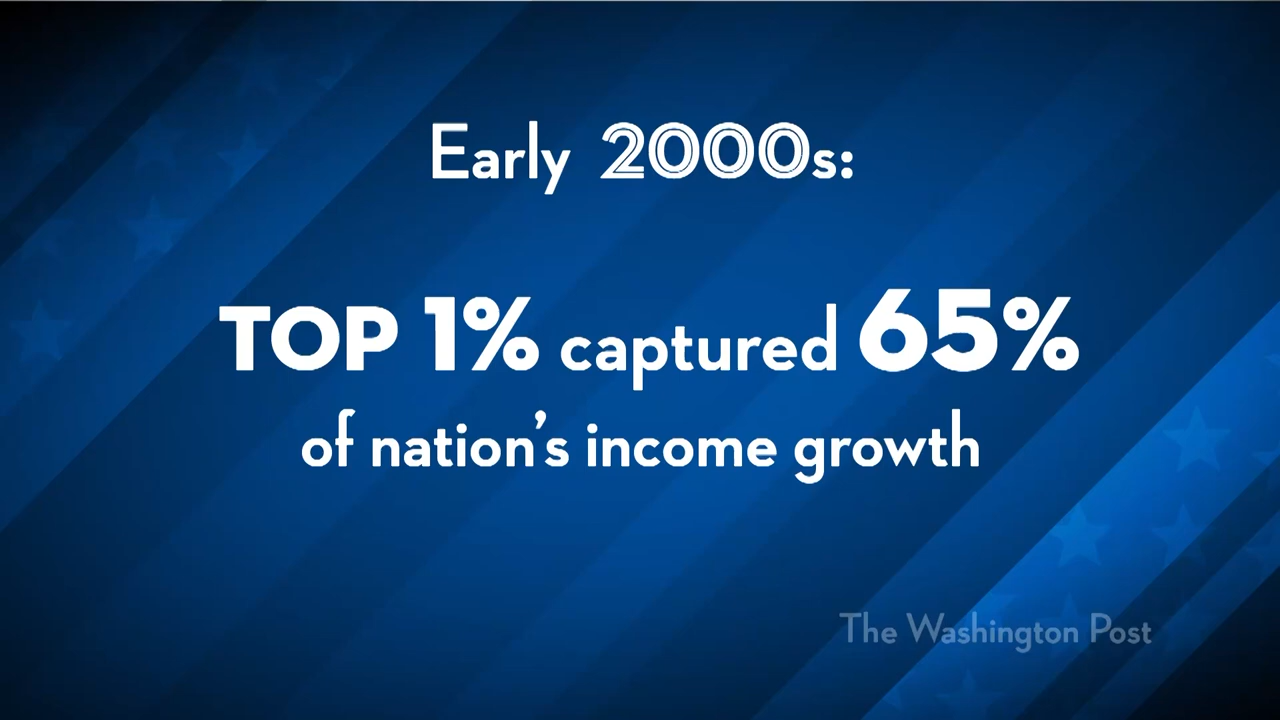 Early 2000s:
TOP 1% captured 65%
of nation’s income growth
The Washington Post